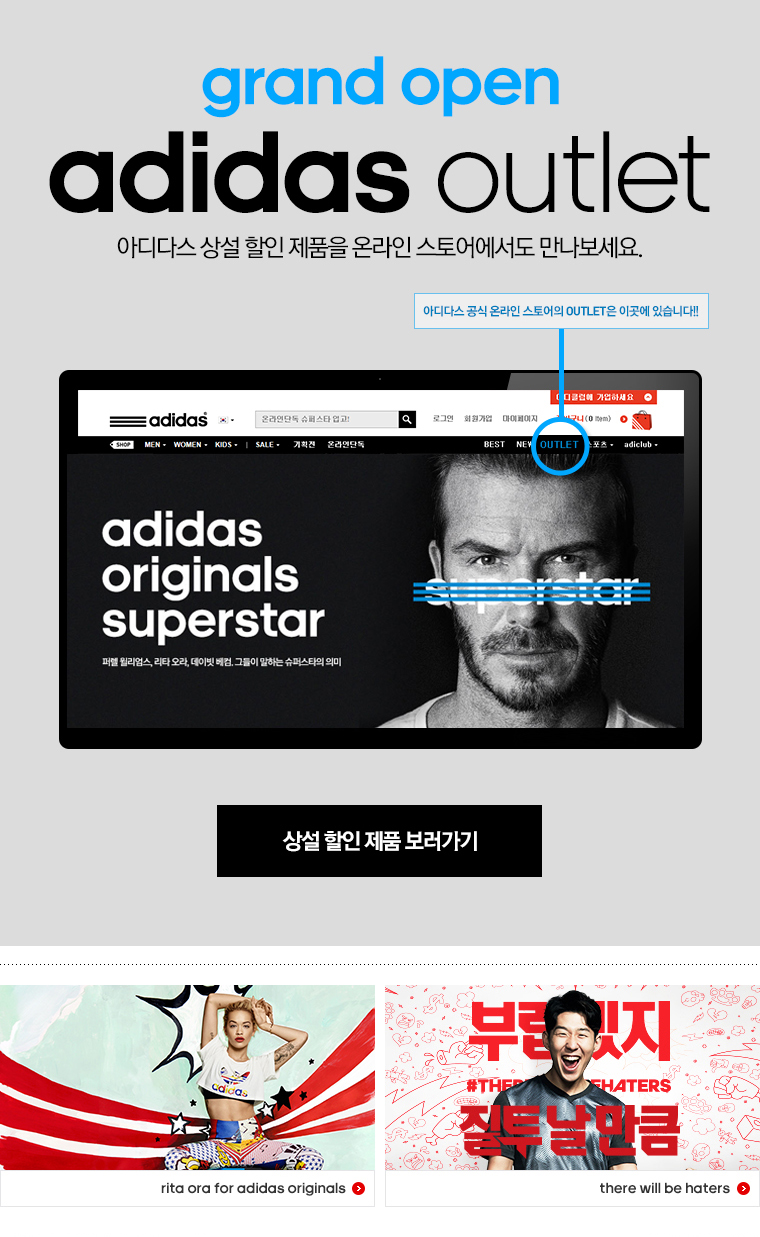 grand open
adidas outlet
아디다스 상설 할인 제품을 온라인 스토어에서도 만나보세요.
아디다스 공식 온라인 스토어의 OUTLET은 이곳에 있습니다!!
디클럽에 가입하세요
adidas
온라인단독 슈퍼스타 입고!
로그인 회원가입 마이페이지 (0 item)
SHOP MEN WOMEN KIDS | SALE 기획전 온라인단독 BEST NEW OUTLET 스포츠 adiclub
adidas
originals
superstar
superstar
퍼렐 윌리엄스, 리타 오라, 데이빗 베컴. 그들이 말하는 슈퍼스타의 의미
상설 할인 제품 보러가기
adidas
부럽겠지
#THERE HATERS
질투날만큼
rita ora for adidas originals
there will be haters